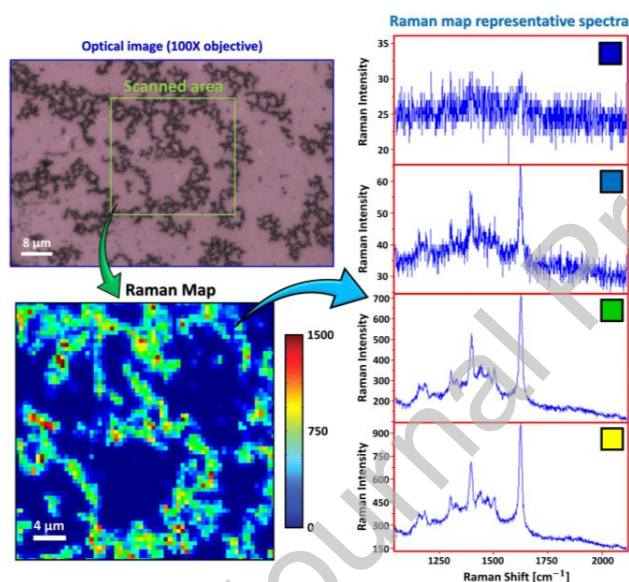 Raman map representative spectra
Optical image (100X objective)
Scanned area
8 μm
Raman Map
1500
750
0
4 μm
35
30
25
20
Raman Intensity
60
50
40
30
Raman Intensity
700
600
500
400
300
200
Raman Intensity
900
750
600
450
300
150
Raman Intensity
1250 1500 1750 2000
Raman Shift [cm⁻¹]
Journal Pr